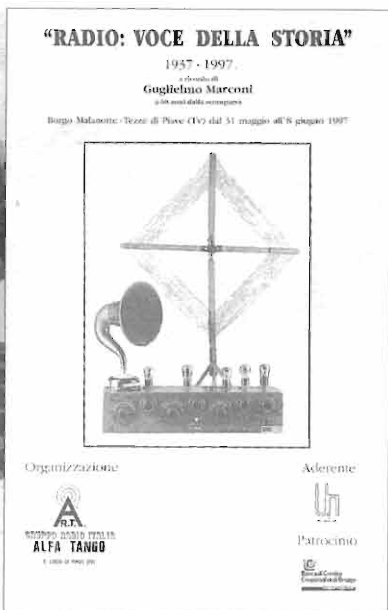 "RADIO: VOCE DELLA STORIA"
1937 - 1997
a ricordo di
Guglielmo Marconi
a 60 anni dalla scomparsa
Borgo Malanotte - Tezze di Piave (Tv) dal 31 maggio all'8 giugno 1997
Organizzazione
Aderente
A
R.T.
GRUPPO RADIO ITALIA
ALFA TANGO
Patrocinio